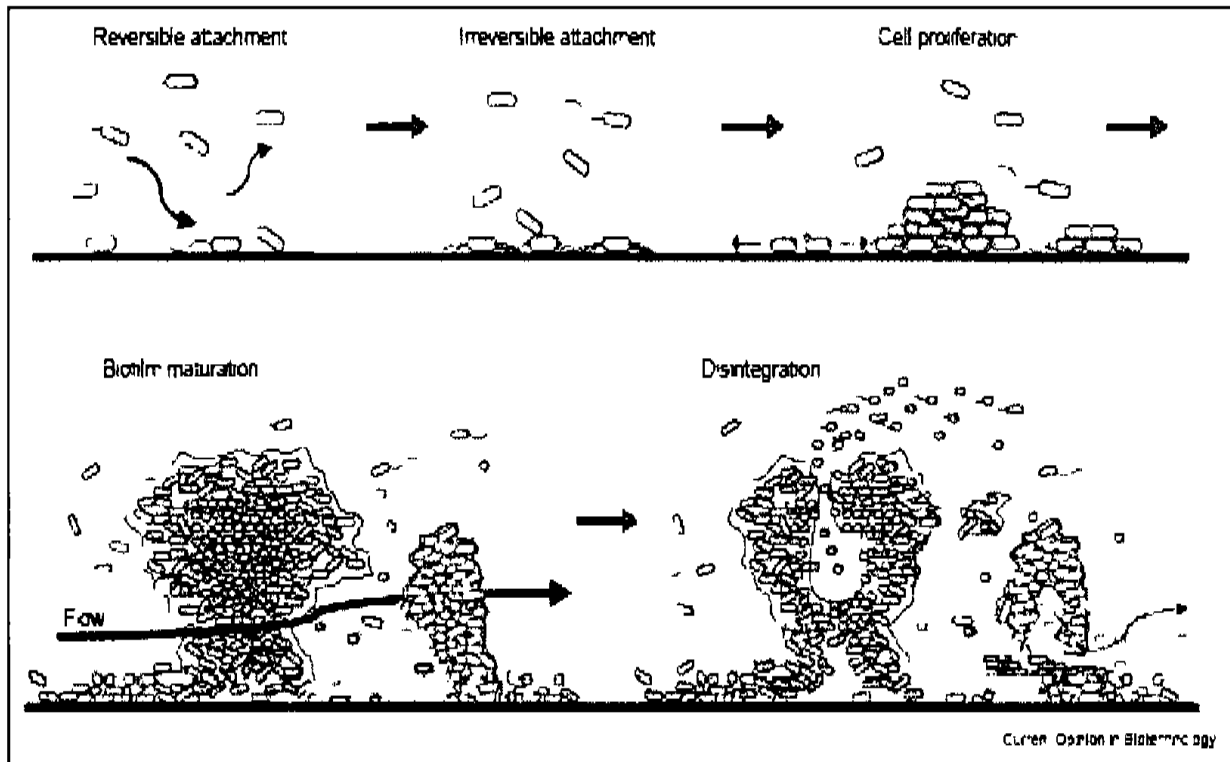 Reversible attachment
Irreversible attachment
Cell proliferation
Biofilm maturation
Disintegration
Flow
Current Opinion in Biotechnology